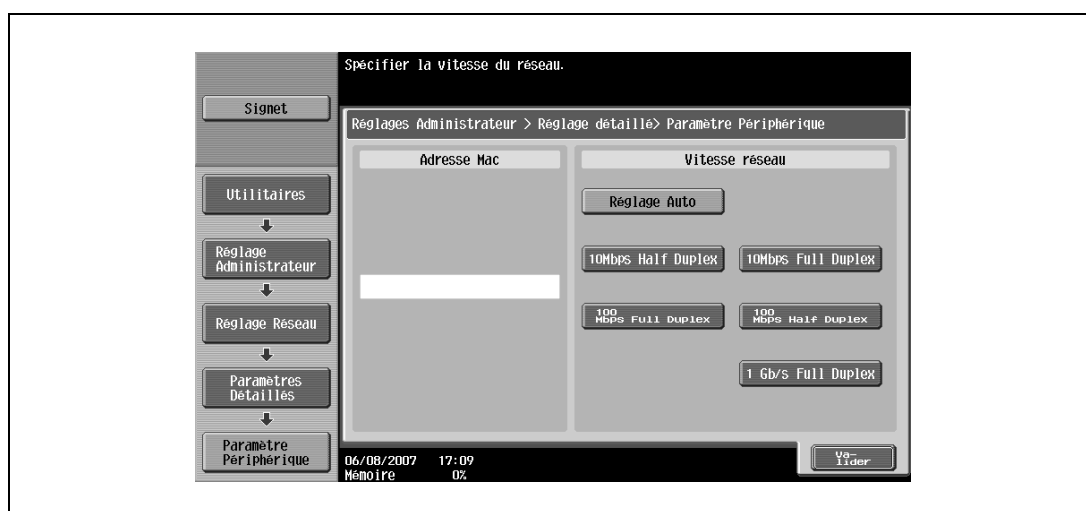 Spécifier la vitesse du réseau.
Signet
Réglages Administrateur > Réglage détaillé> Paramètre Périphérique
Adresse Mac
Vitesse réseau
Utilitaires
Réglage Auto
Réglage
Administrateur
10Mbps Half Duplex
10Mbps Full Duplex
Réglage Réseau
100
Mbps Full Duplex
100
Mbps Half Duplex
Paramètres
Détaillés
1 Gb/s Full Duplex
Paramètre
Périphérique
06/08/2007 17:09
Mémoire 0%
Va-
lider